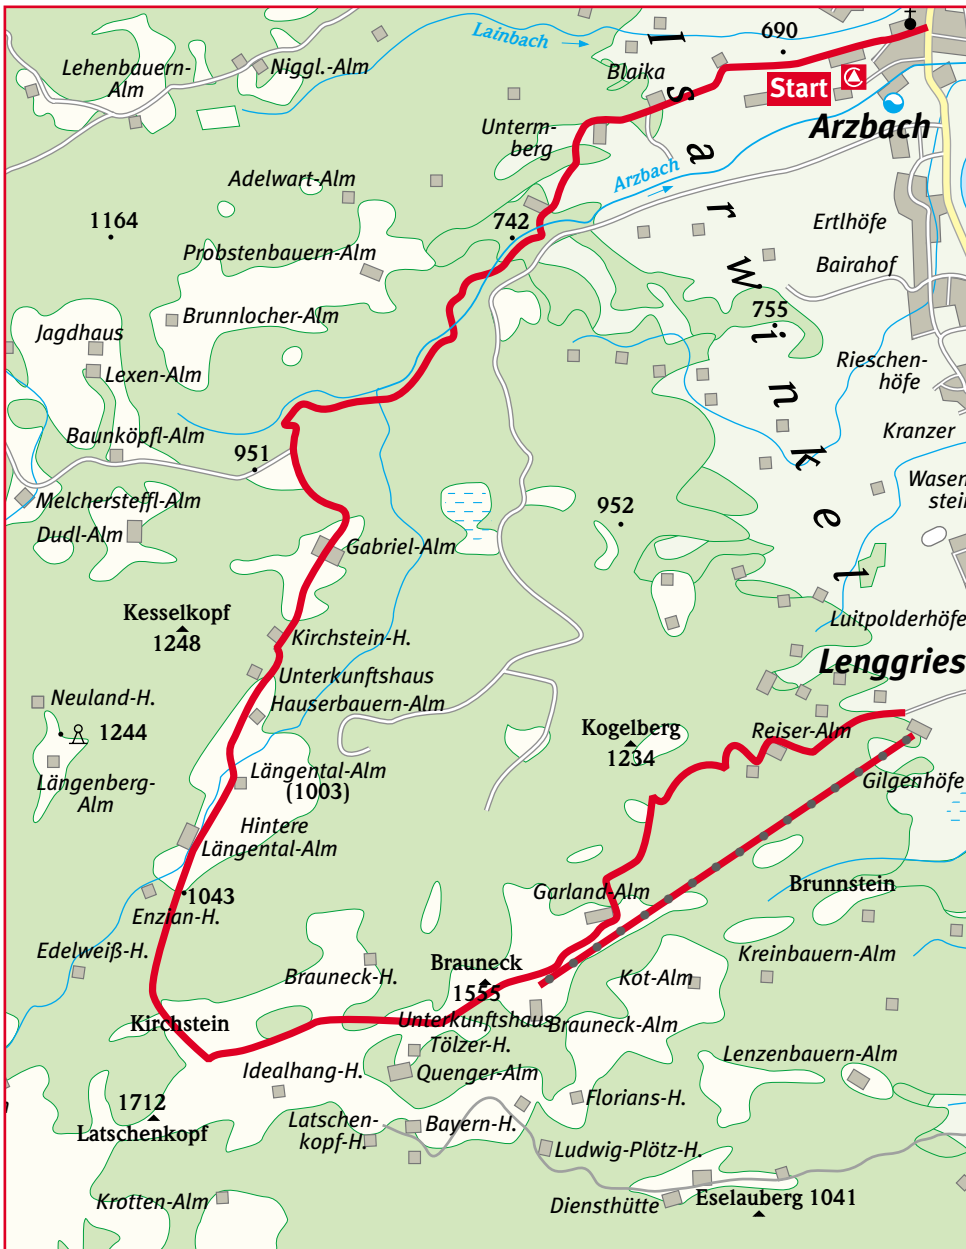 Lainbach
690
Lehenbauern-
Alm
Niggl.-Alm
Blaika
Start
Arzbach
Unterm-
berg
Arzbach
Isarwinkel
Adelwart-Alm
1164
742
Ertlhöfe
Probstenbauern-Alm
Bairahof
755
Brunnlocher-Alm
Jagdhaus
Lexen-Alm
Rieschen-
höfe
Baunköpfl-Alm
951
Kranzer
Melchersteffl-Alm
Wasen
stein
Dudl-Alm
952
Gabriel-Alm
Kesselkopf
1248
Kirchstein-H.
Luitpolderhöfe
Unterkunftshaus
Lenggries
Neuland-H.
Hauserbauern-Alm
1244
Kogelberg
1234
Reiser-Alm
Längenberg-
Alm
Längental-Alm
(1003)
Gilgenhöfe
Hintere
Längental-Alm
1043
Enzian-H.
Garland-Alm
Brunnstein
Edelweiß-H.
Brauneck-H.
Brauneck
1555
Kot-Alm
Kreinbauern-Alm
Kirchstein
Unterkunftshaus
Brauneck-Alm
Tölzer-H.
Quenger-Alm
Idealhang-H.
Lenzenbauern-Alm
1712
Latschenkopf
Latschen-
kopf-H.
Bayern-H.
Florians-H.
Ludwig-Plötz-H.
Krotten-Alm
Diensthütte
Eselauberg 1041